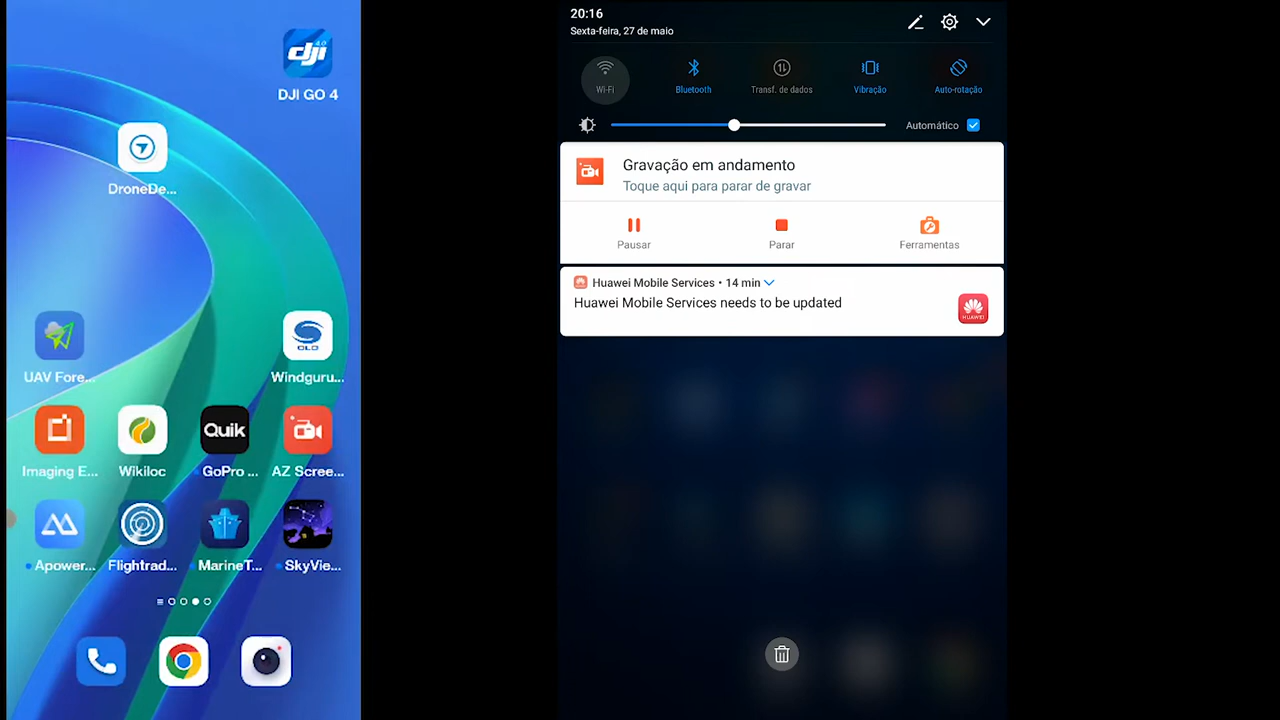 dji 4.0
DJI GO 4
DroneDe...
UAV Fore...
OLD
Windguru...
Imaging E...
Wikiloc
Quik
GoPro ...
AZ Scree...
Apower...
Flightrad...
MarineT...
SkyVie...
20:16
Sexta-feira, 27 de maio
Wi-Fi
Bluetooth
Transf. de dados
Vibração
Auto-rotação
Automático
Gravação em andamento
Toque aqui para parar de gravar
Pausar
Parar
Ferramentas
Huawei Mobile Services • 14 min
Huawei Mobile Services needs to be updated
HUAWEI